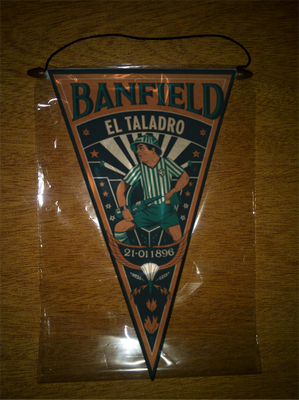 BANFIELD
EL TALADRO
21-01 1896